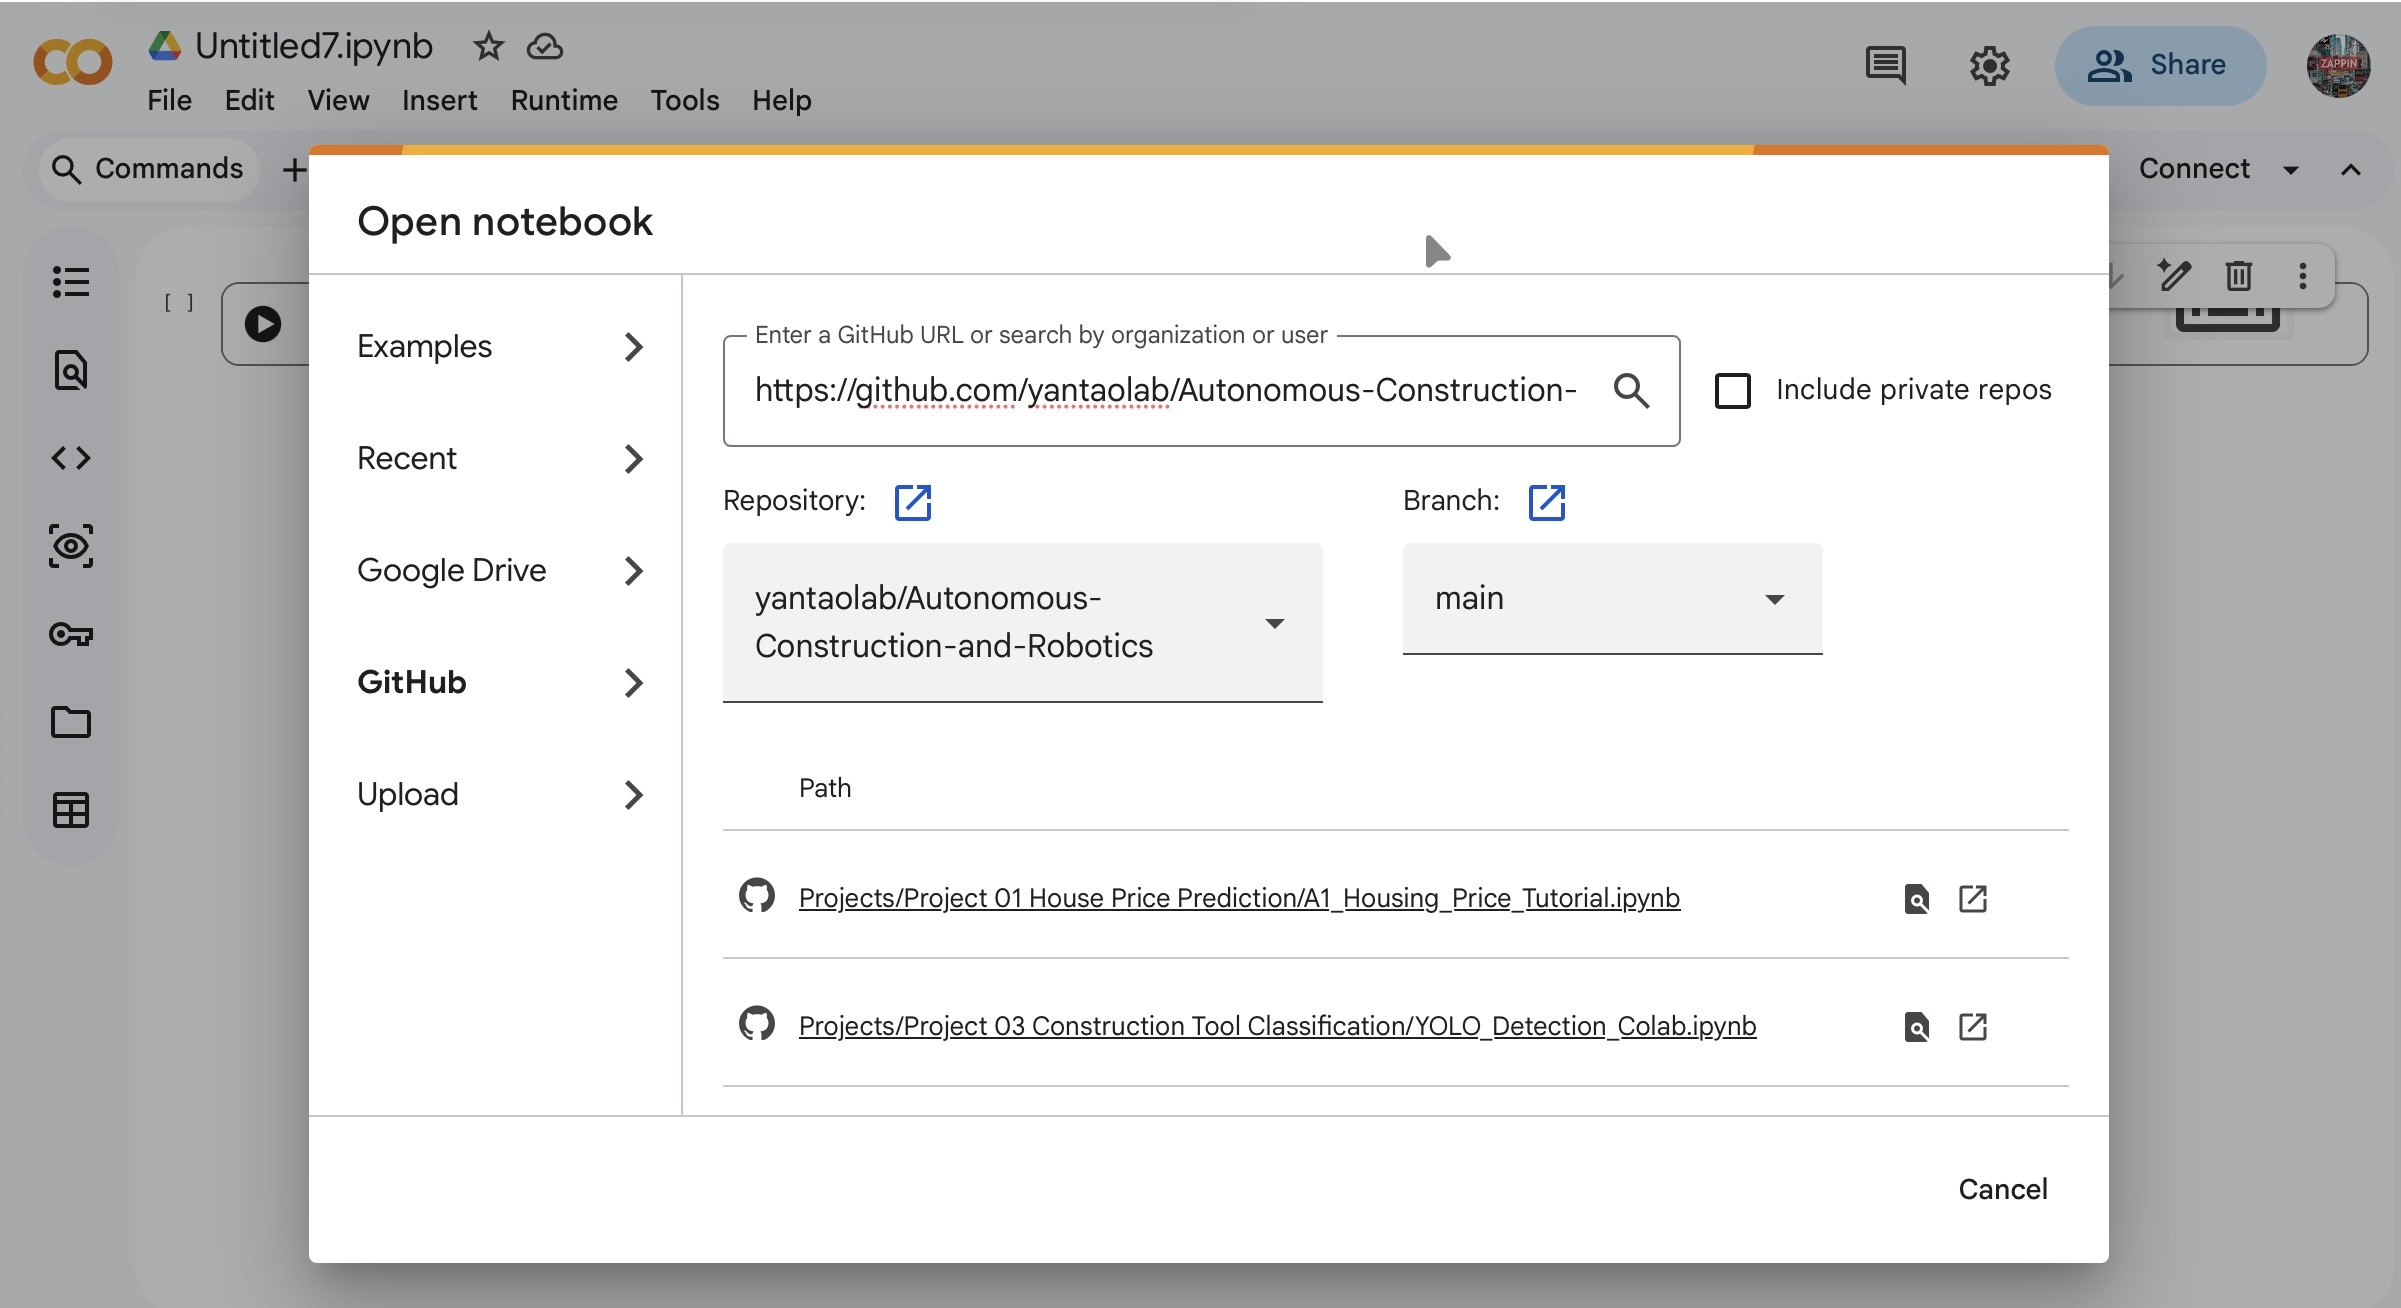 Untitled7.ipynb
File Edit View Insert Runtime Tools Help
Share
ZAPPIN
Commands
Connect
Open notebook
[ ]
Examples
Recent
Google Drive
GitHub
Upload
Enter a GitHub URL or search by organization or user
https://github.com/yantaolab/Autonomous-Construction-
Include private repos
Repository:
Branch:
yantaolab/Autonomous-
Construction-and-Robotics
main
Path
Projects/Project 01 House Price Prediction/A1_Housing_Price_Tutorial.ipynb
Projects/Project 03 Construction Tool Classification/YOLO_Detection_Colab.ipynb
Cancel